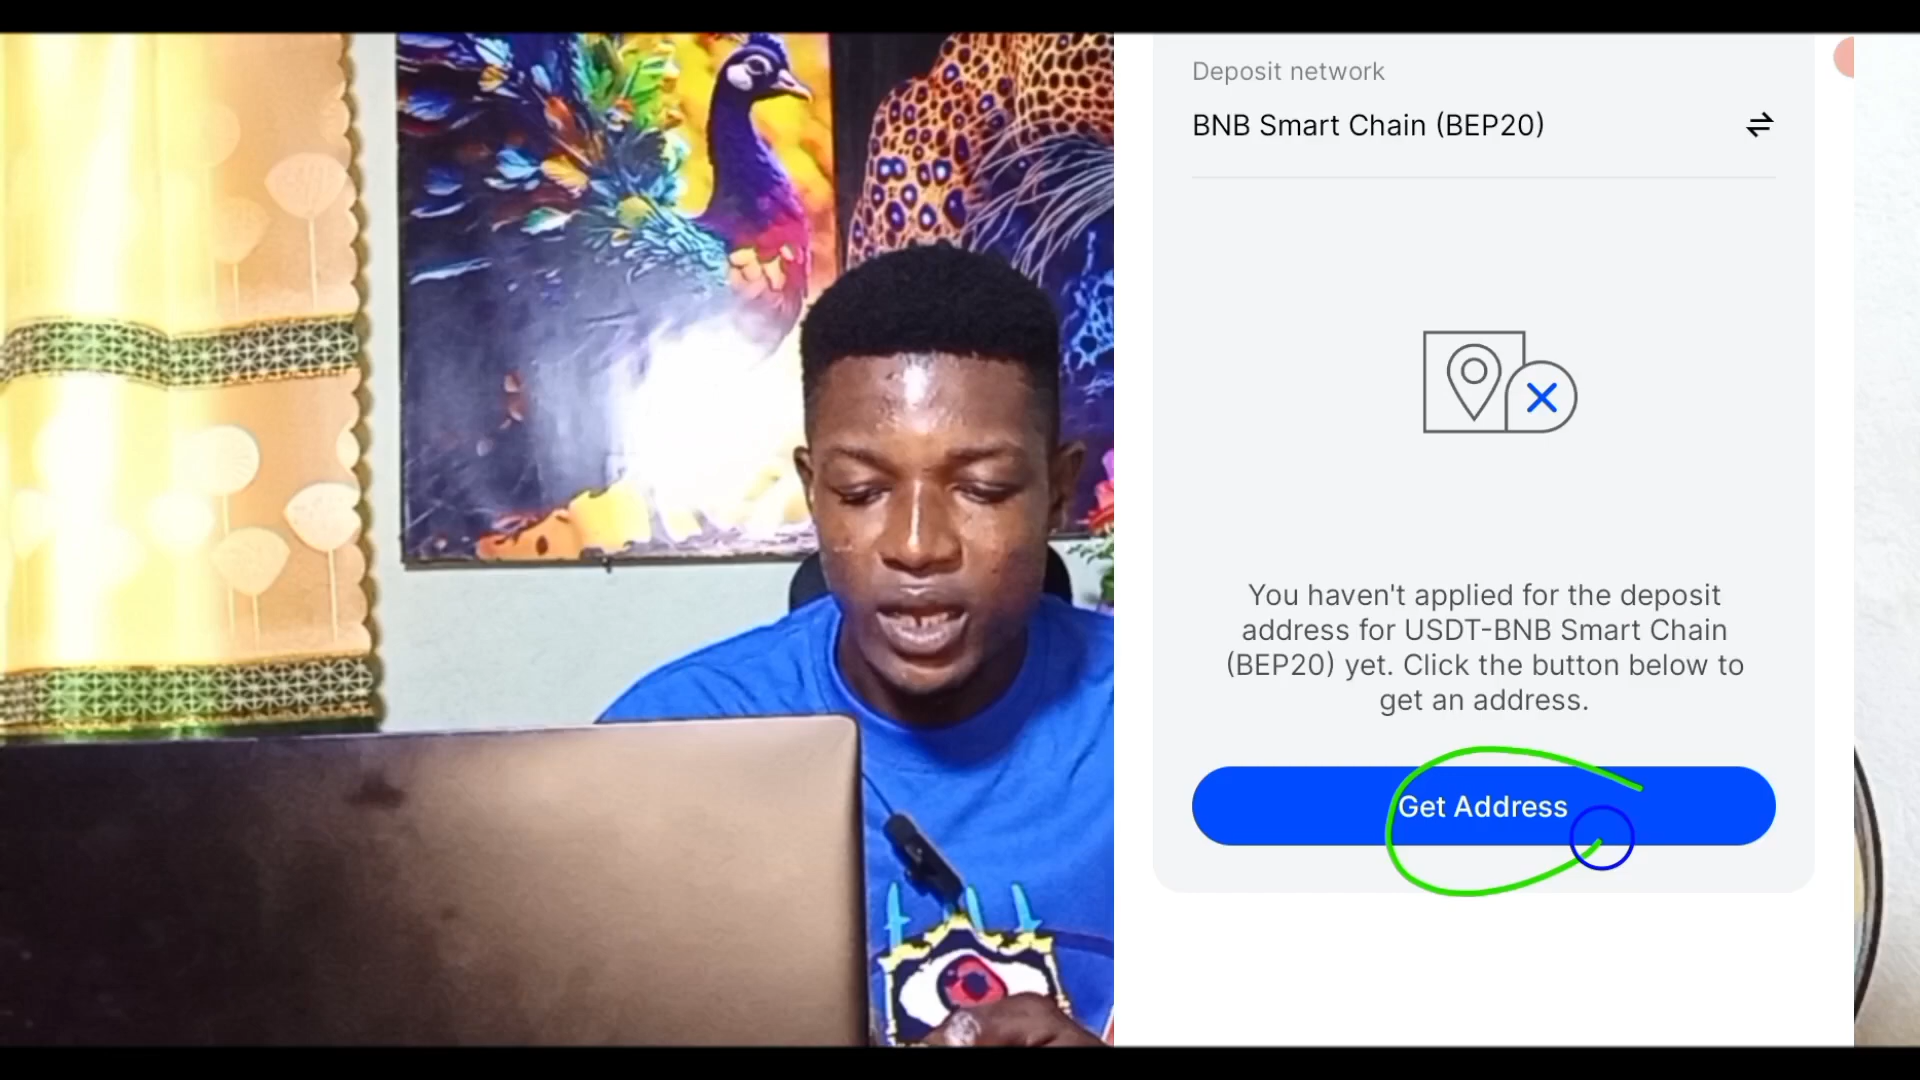 Deposit network
BNB Smart Chain (BEP20)
You haven't applied for the deposit
address for USDT-BNB Smart Chain
(BEP20) yet. Click the button below to
get an address.
Get Address